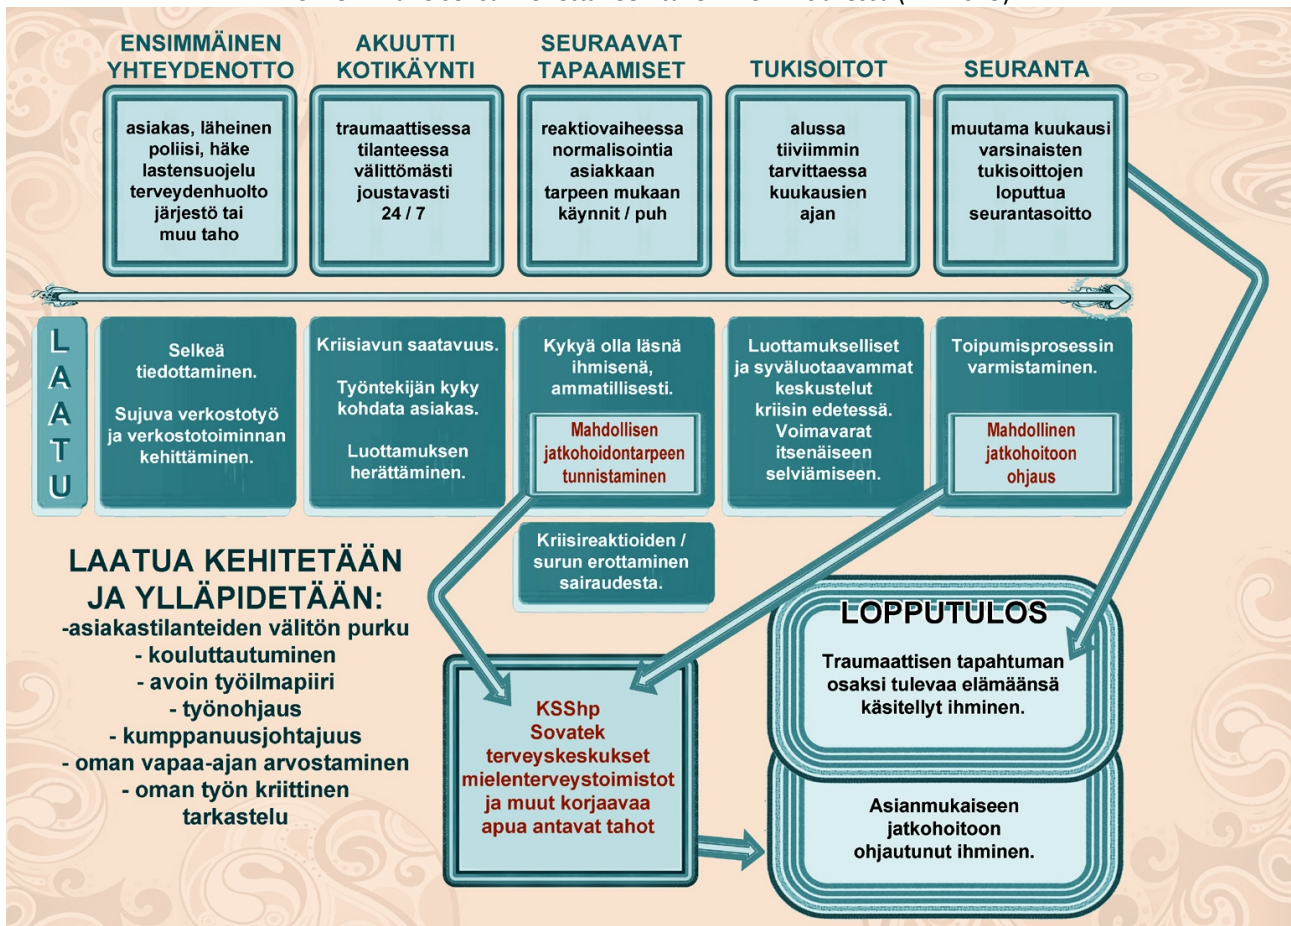 ENSIMMÄINEN
YHTEYDENOTTO
asiakas, läheinen
poliisi, häke
lastensuojelu
terveydenhuolto
järjestö tai
muu taho
AKUUTTI
KOTIKÄYNTI
traumaattisessa
tilanteessa
välittömästi
joustavasti
24 / 7
SEURAAVAT
TAPAAMISET
reaktiovaiheessa
normalisointia
asiakkaan
tarpeen mukaan
käynnit / puh
TUKISOITOT
alussa
tiiviimmin
tarvittaessa
kuukausien
ajan
SEURANTA
muutama kuukausi
varsinaisten
tukisoittojen
loputtua
seurantasoitto
LAATU
Selkeä
tiedottaminen.
Sujuva verkostotyö
ja verkostotoiminnan
kehittäminen.
Kriisiavun saatavuus.
Työntekijän kyky
kohdata asiakas.
Luottamuksen
herättäminen.
Kykyä olla läsnä
ihmisenä,
ammatillisesti.
Mahdollisen
jatkohoidontarpeen
tunnistaminen
Kriisireaktioiden /
surun erottaminen
sairaudesta.
Luottamukselliset
ja syväluotaavammat
keskustelut
kriisin edetessä.
Voimavarat
itsenäiseen
selviämiseen.
Toipumisprosessin
varmistaminen.
Mahdollinen
jatkohoitoon
ohjaus
LAATUA KEHITETÄÄN
JA YLLÄPIDETÄÄN:
-asiakastilanteiden välitön purku
- kouluttautuminen
- avoin työilmapiiri
- työnohjaus
- kumppanuusjohtajuus
- oman vapaa-ajan arvostaminen
- oman työn kriittinen
tarkastelu
KSShp
Sovatek
terveyskeskukset
mielenterveystoimistot
ja muut korjaavaa
apua antavat tahot
LOPPUTULOS
Traumaattisen tapahtuman
osaksi tulevaa elämäänsä
käsitellyt ihminen.
Asianmukaiseen
jatkohoitoon
ohjautunut ihminen.